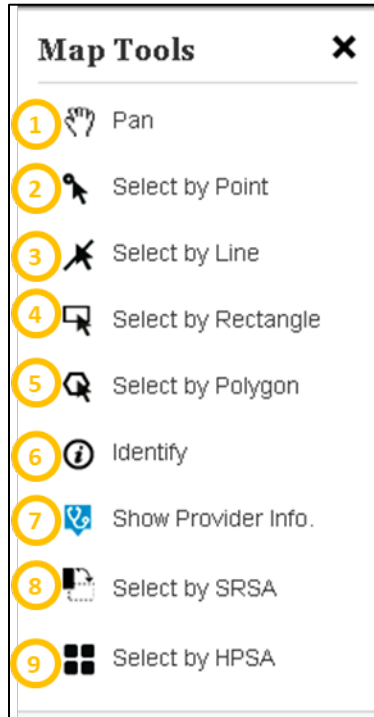 Map Tools
1 Pan
2 Select by Point
3 Select by Line
4 Select by Rectangle
5 Select by Polygon
6 Identify
7 Show Provider Info.
8 Select by SRSA
9 Select by HPSA